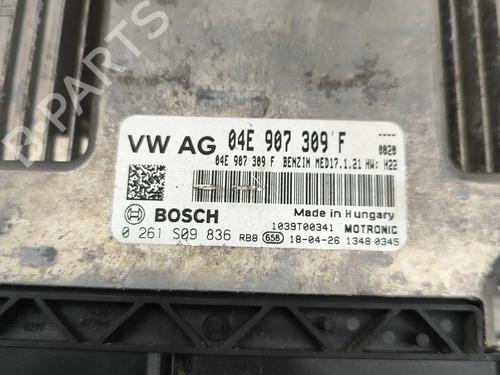 B-PARTS
VW AG 04E 907 309 F
04E 907 309 F BENZIN MED17.1.21 HW: H22
0020
BOSCH
Made in Hungary
1039T00341 MOTRONIC
0 261 S09 836 RBB 658 18-04-26 1348 0345